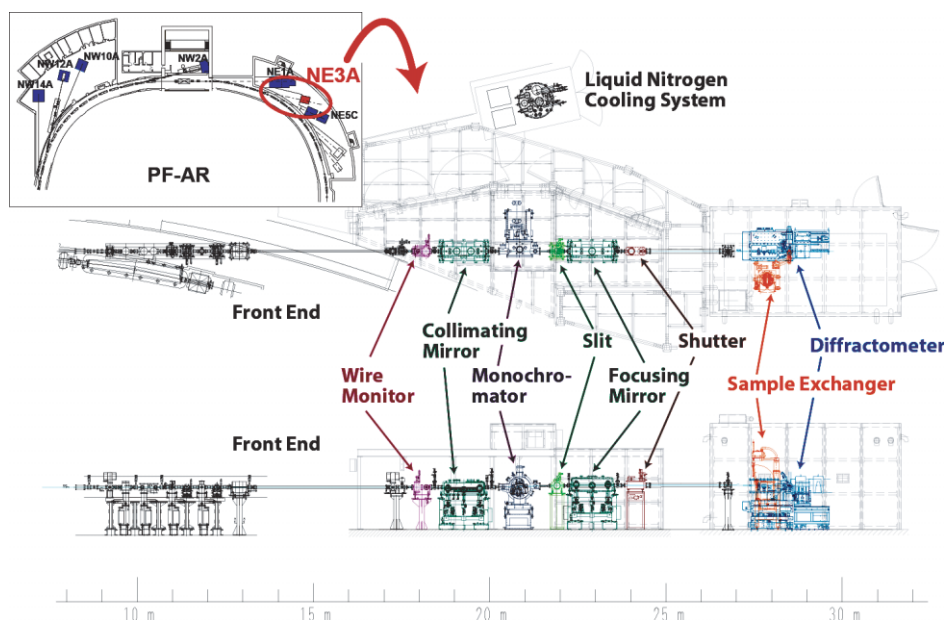 NW10A
NW12A
NW14A
NW2A
NE1A
NE3A
NE5C
PF-AR
Liquid Nitrogen
Cooling System
Front End
Collimating
Mirror
Slit
Shutter
Diffractometer
Wire
Monitor
Monochro-
mator
Focusing
Mirror
Sample Exchanger
Front End
10 m
15 m
20 m
25 m
30 m